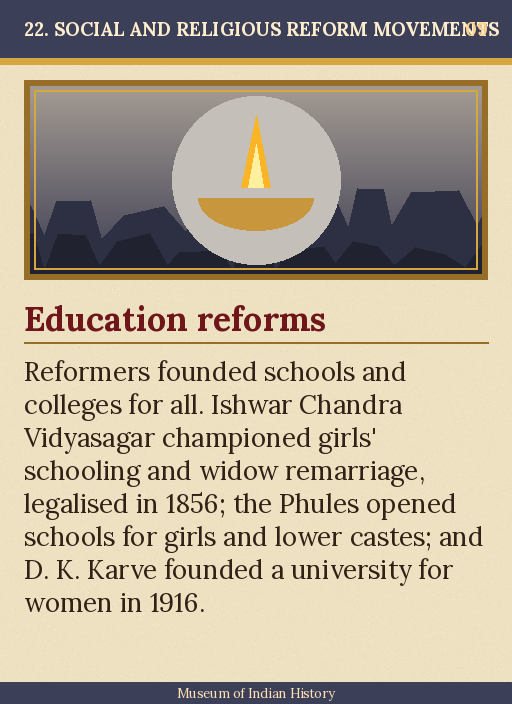 22. SOCIAL AND RELIGIOUS REFORM MOVEMENTS
Education reforms
Reformers founded schools and
colleges for all. Ishwar Chandra
Vidyasagar championed girls'
schooling and widow remarriage,
legalised in 1856; the Phules opened
schools for girls and lower castes; and
D. K. Karve founded a university for
women in 1916.
Museum of Indian History